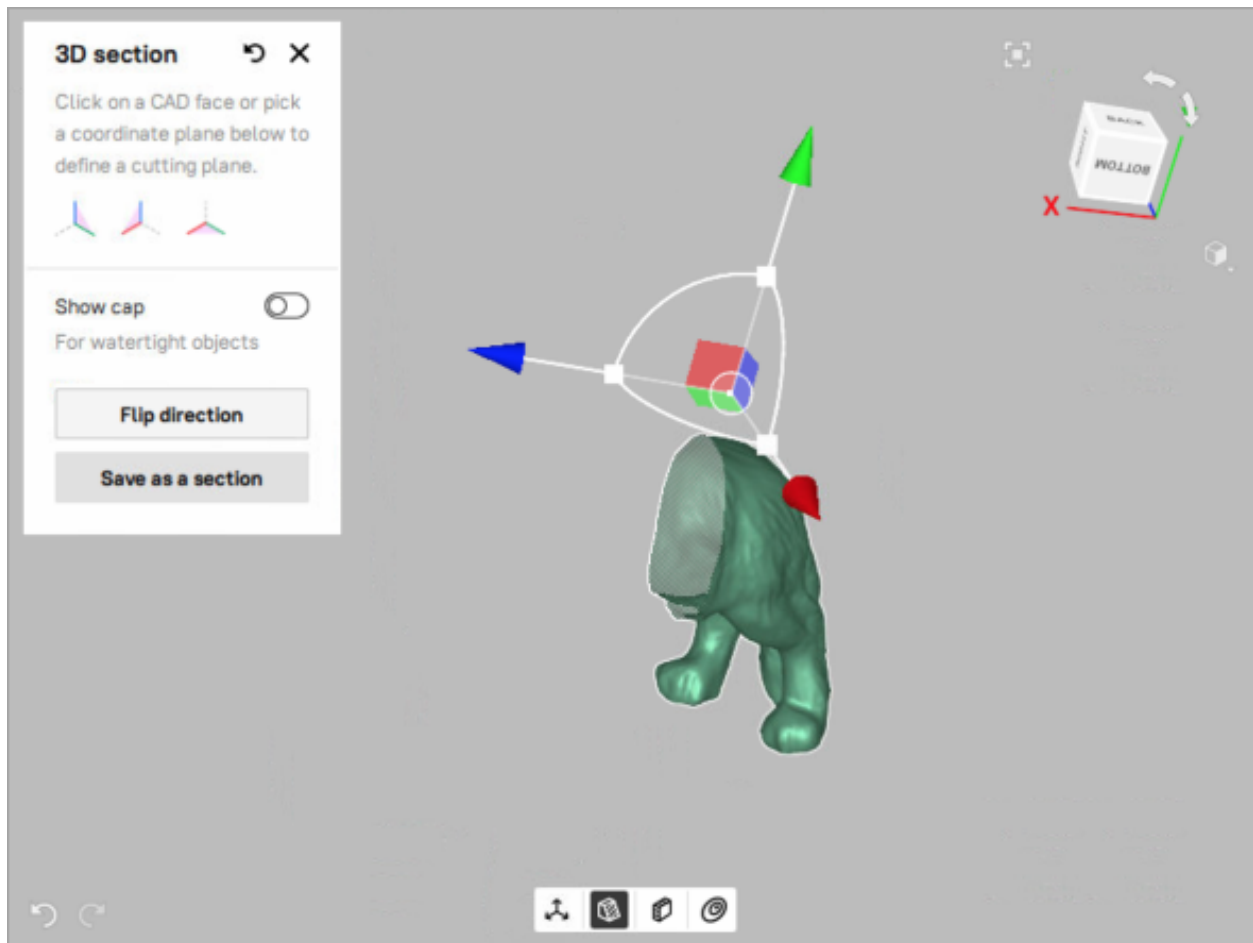 3D section
Click on a CAD face or pick
a coordinate plane below to
define a cutting plane.
Show cap
For watertight objects
Flip direction
Save as a section
BACK
BOTTOM
X